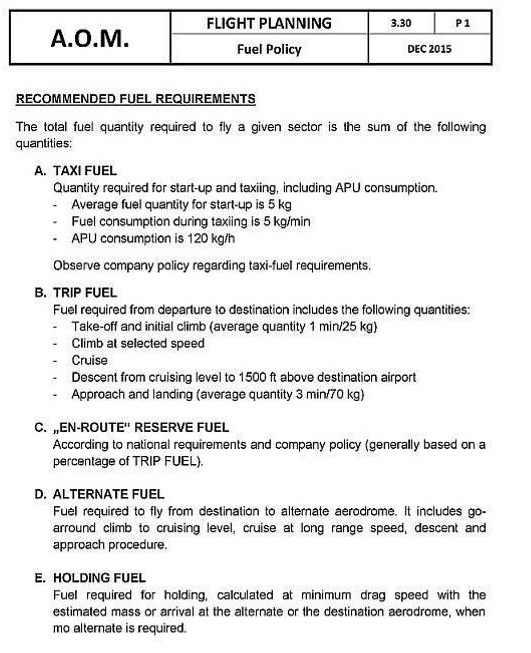 A.O.M.
FLIGHT PLANNING
Fuel Policy
3.30
P 1
DEC 2015
RECOMMENDED FUEL REQUIREMENTS
The total fuel quantity required to fly a given sector is the sum of the following
quantities:
A. TAXI FUEL
Quantity required for start-up and taxiing, including APU consumption.
- Average fuel quantity for start-up is 5 kg
- Fuel consumption during taxiing is 5 kg/min
- APU consumption is 120 kg/h
Observe company policy regarding taxi-fuel requirements.
B. TRIP FUEL
Fuel required from departure to destination includes the following quantities:
- Take-off and initial climb (average quantity 1 min/25 kg)
- Climb at selected speed
- Cruise
- Descent from cruising level to 1500 ft above destination airport
- Approach and landing (average quantity 3 min/70 kg)
C. „EN-ROUTE“ RESERVE FUEL
According to national requirements and company policy (generally based on a
percentage of TRIP FUEL).
D. ALTERNATE FUEL
Fuel required to fly from destination to alternate aerodrome. It includes go-
arround climb to cruising level, cruise at long range speed, descent and
approach procedure.
E. HOLDING FUEL
Fuel required for holding, calculated at minimum drag speed with the
estimated mass or arrival at the alternate or the destination aerodrome, when
mo alternate is required.